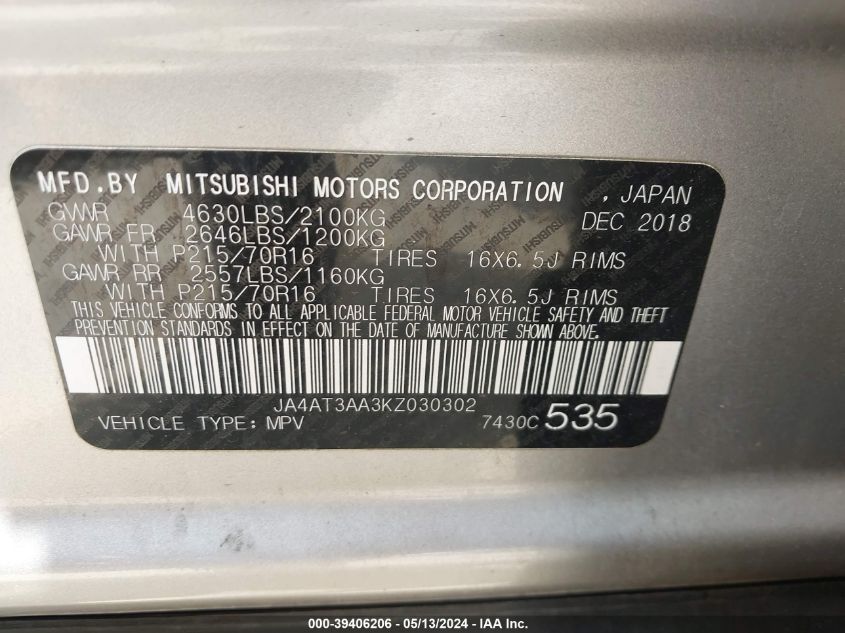 MFD.BY MITSUBISHI MOTORS CORPORATION , JAPAN
GVWR 4630LBS/2100KG DEC 2018
GAWR FR 2646LBS/1200KG
WITH P215/70R16 TIRES 16X6.5J RIMS
GAWR RR 2557LBS/1160KG
WITH P215/70R16 TIRES 16X6.5J RIMS
THIS VEHICLE CONFORMS TO ALL APPLICABLE FEDERAL MOTOR VEHICLE SAFETY AND THEFT
PREVENTION STANDARDS IN EFFECT ON THE DATE OF MANUFACTURE SHOWN ABOVE.
JA4AT3AA3KZ030302
VEHICLE TYPE: MPV 7430C 535
000-39406206 - 05/13/2024 - IAA Inc.